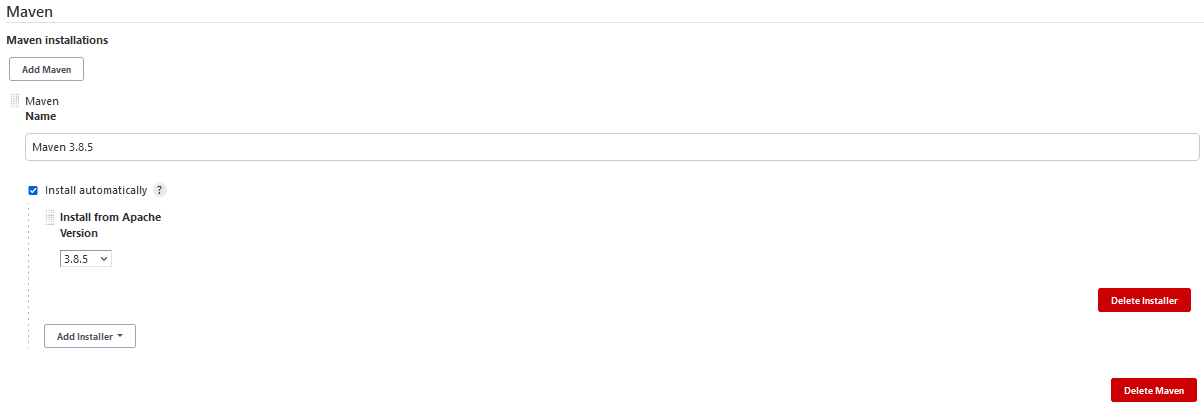 Maven
Maven installations
Add Maven
Maven
Name
Maven 3.8.5
Install automatically ?
Install from Apache
Version
3.8.5
Delete Installer
Add Installer
Delete Maven